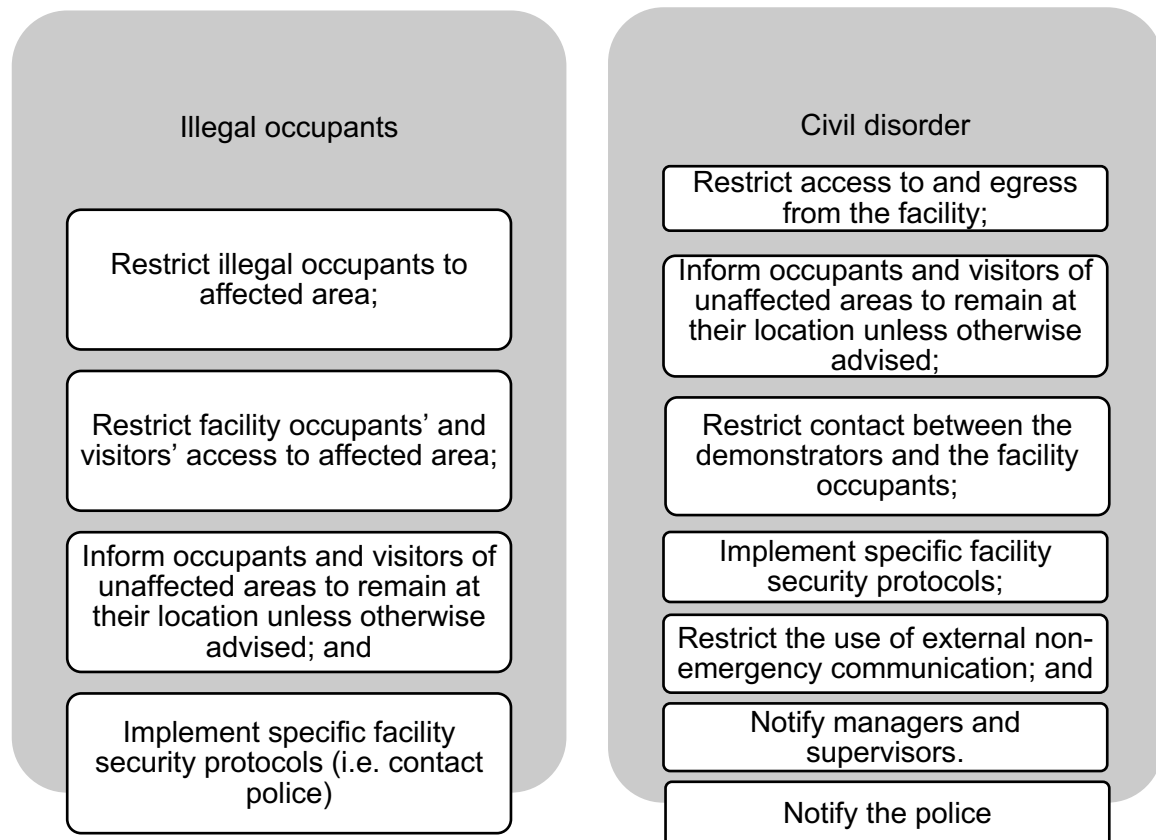 Illegal occupants
Restrict illegal occupants to
affected area;
Restrict facility occupants’ and
visitors’ access to affected area;
Inform occupants and visitors of
unaffected areas to remain at
their location unless otherwise
advised; and
Implement specific facility
security protocols (i.e. contact
police)
Civil disorder
Restrict access to and egress
from the facility;
Inform occupants and visitors of
unaffected areas to remain at
their location unless otherwise
advised;
Restrict contact between the
demonstrators and the facility
occupants;
Implement specific facility
security protocols;
Restrict the use of external non-
emergency communication; and
Notify managers and
supervisors.
Notify the police